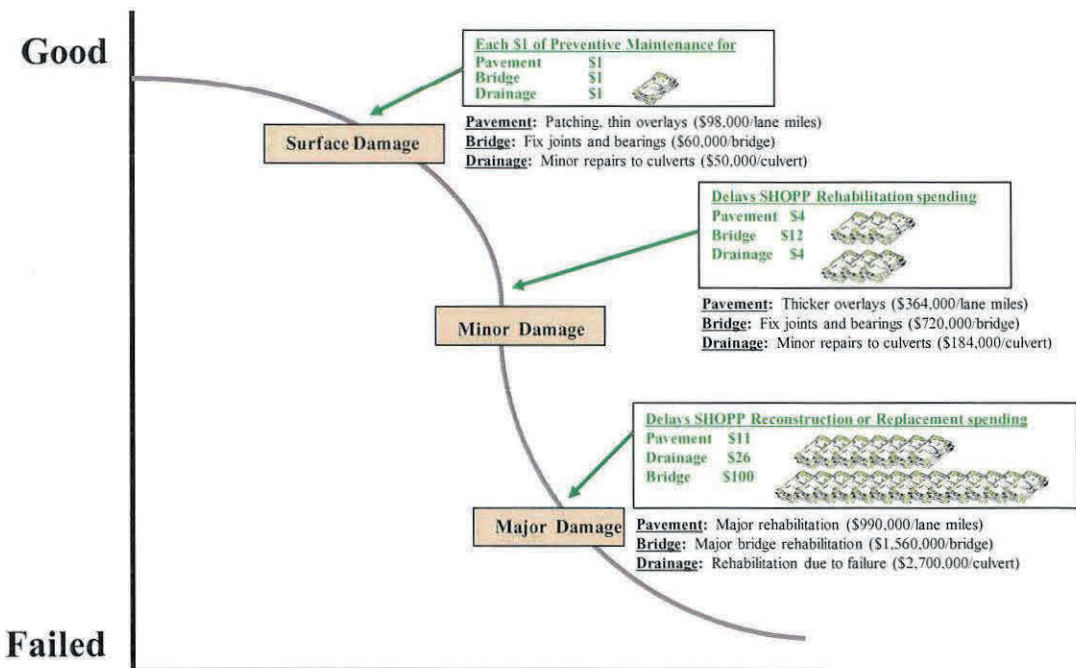 Good
Each $1 of Preventive Maintenance for
Pavement $1
Bridge $1
Drainage $1
Surface Damage
Pavement: Patching, thin overlays ($98,000/lane miles)
Bridge: Fix joints and bearings ($60,000/bridge)
Drainage: Minor repairs to culverts ($50,000/culvert)
Delays SHOPP Rehabilitation spending
Pavement $4
Bridge $12
Drainage $4
Minor Damage
Pavement: Thicker overlays ($364,000/lane miles)
Bridge: Fix joints and bearings ($720,000/bridge)
Drainage: Minor repairs to culverts ($184,000/culvert)
Delays SHOPP Reconstruction or Replacement spending
Pavement $11
Drainage $26
Bridge $100
Major Damage
Pavement: Major rehabilitation ($990,000/lane miles)
Bridge: Major bridge rehabilitation ($1,560,000/bridge)
Drainage: Rehabilitation due to failure ($2,700,000/culvert)
Failed